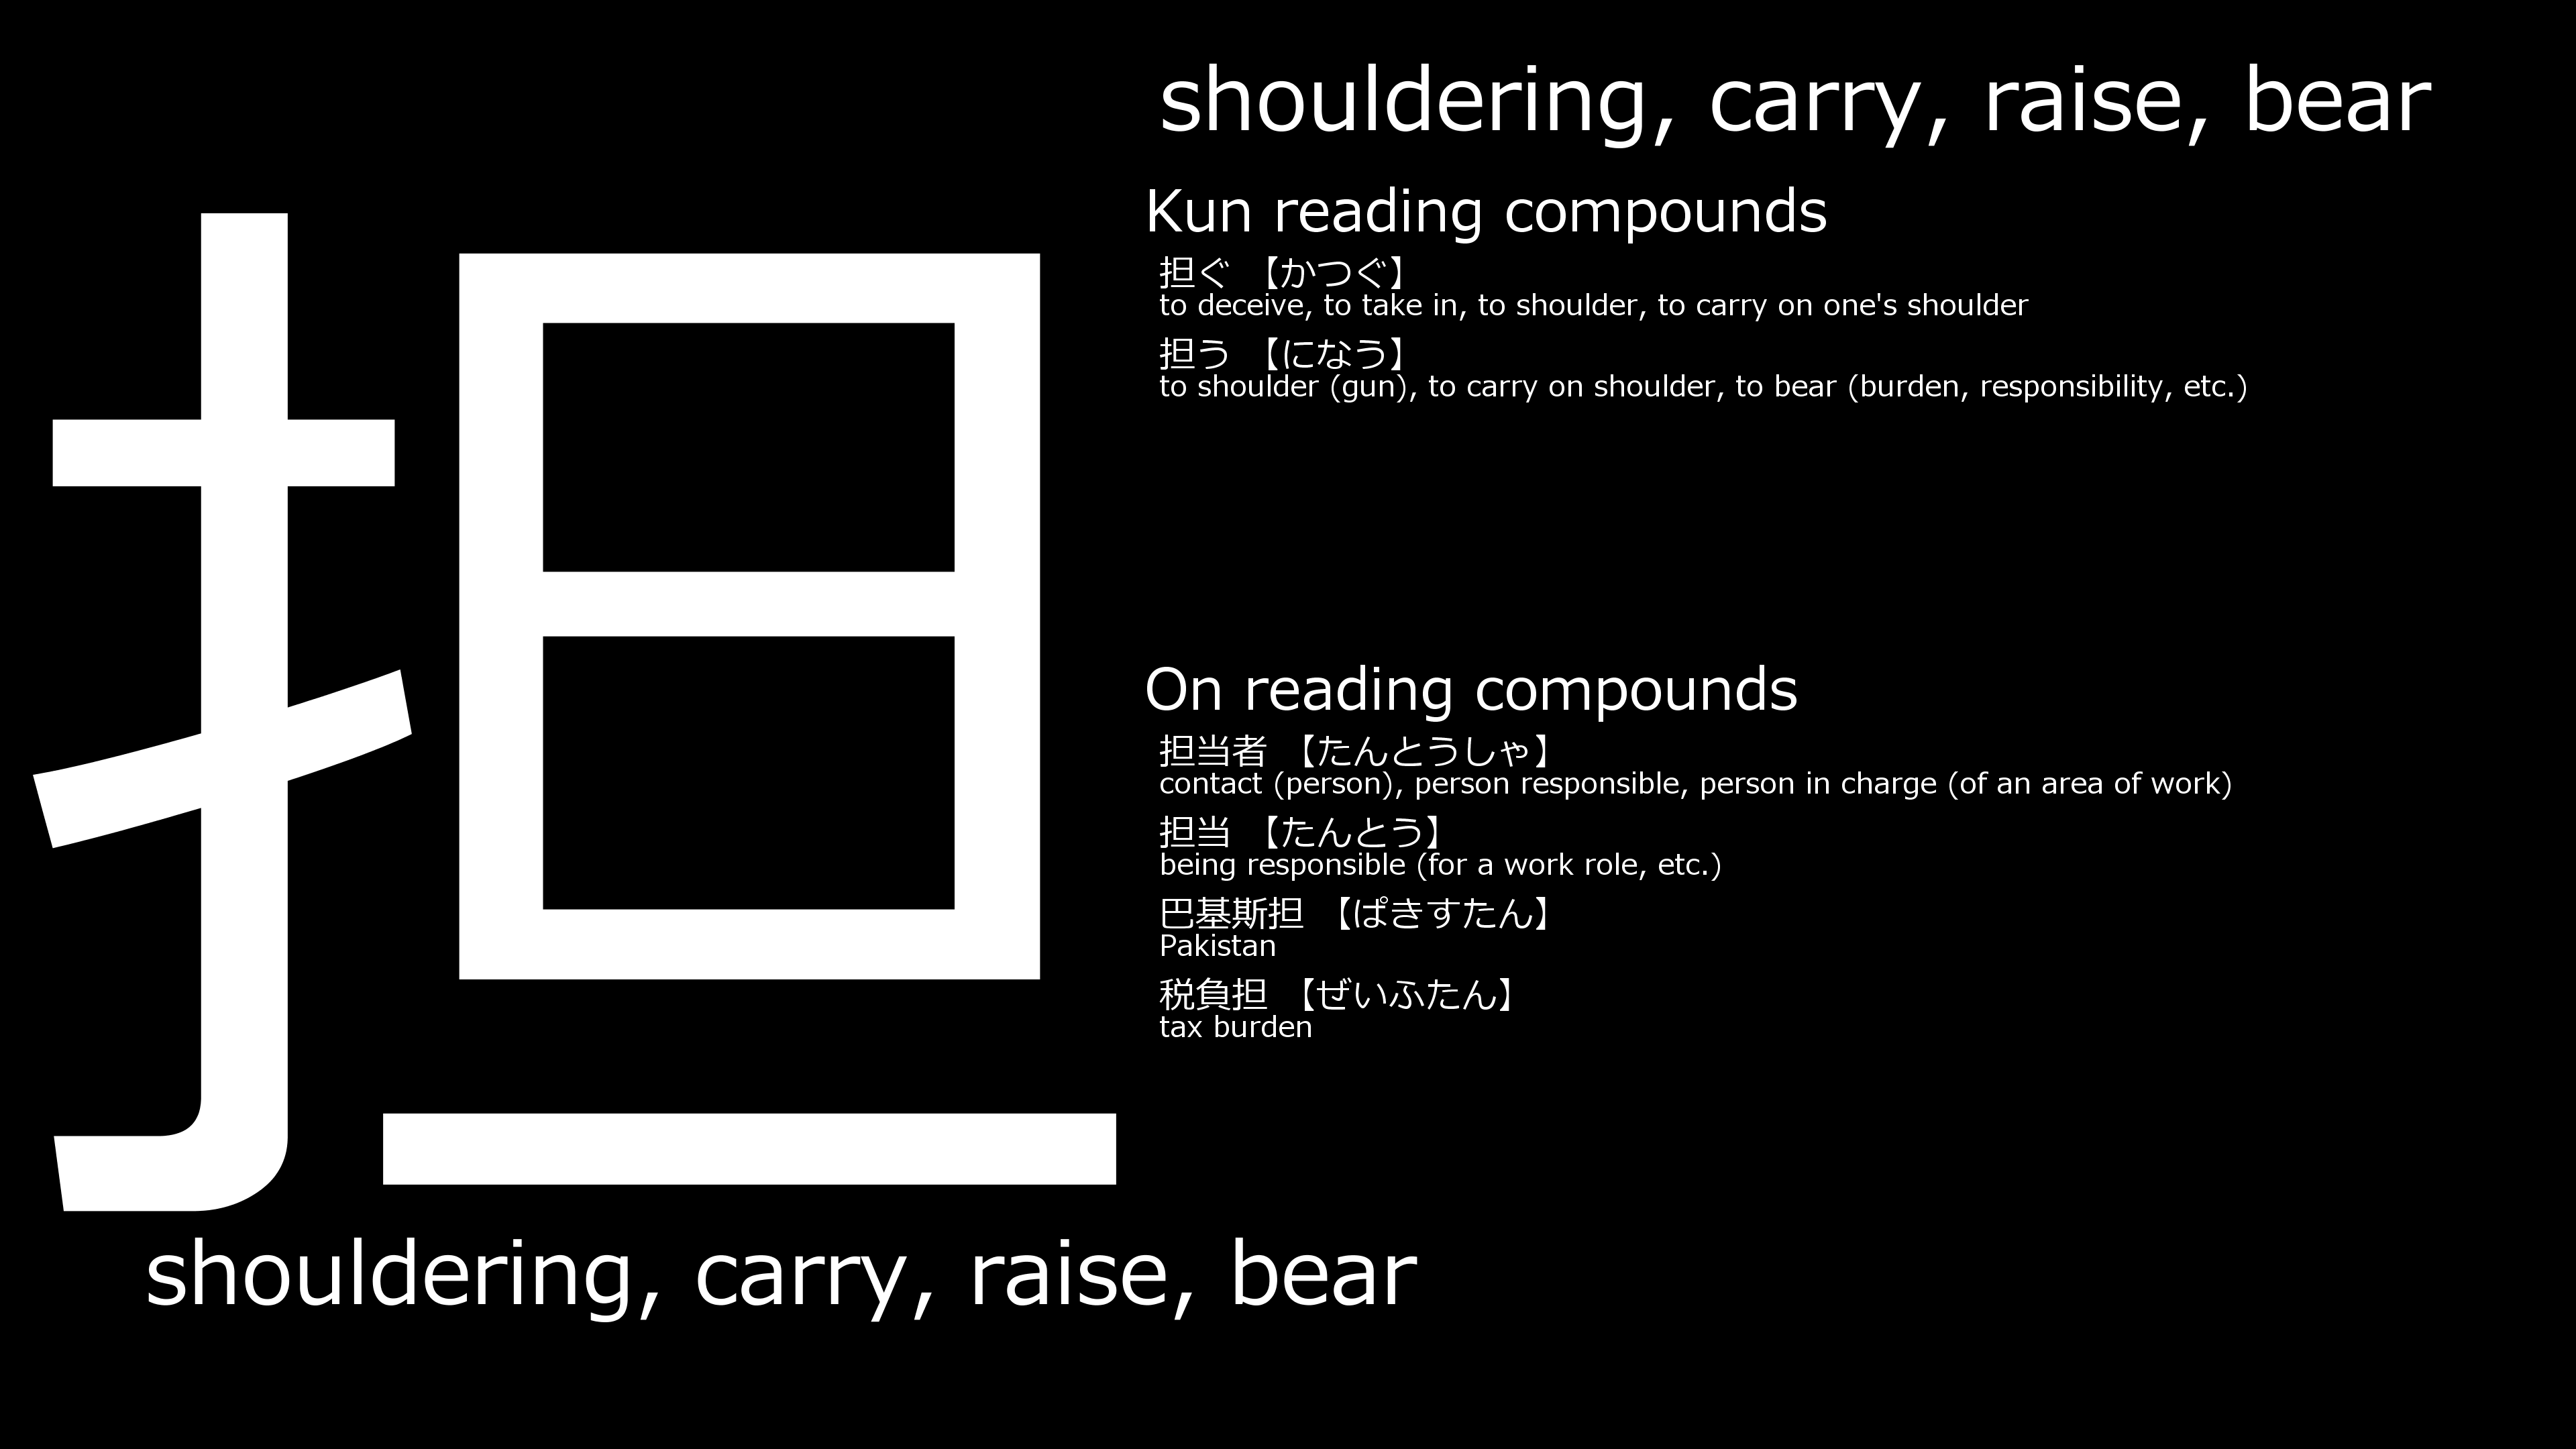 担
shouldering, carry, raise, bear
shouldering, carry, raise, bear
Kun reading compounds
担ぐ 【かつぐ】
to deceive, to take in, to shoulder, to carry on one's shoulder
担う 【になう】
to shoulder (gun), to carry on shoulder, to bear (burden, responsibility, etc.)
On reading compounds
担当者 【たんとうしゃ】
contact (person), person responsible, person in charge (of an area of work)
担当 【たんとう】
being responsible (for a work role, etc.)
巴基斯担 【ぱきすたん】
Pakistan
税負担 【ぜいふたん】
tax burden